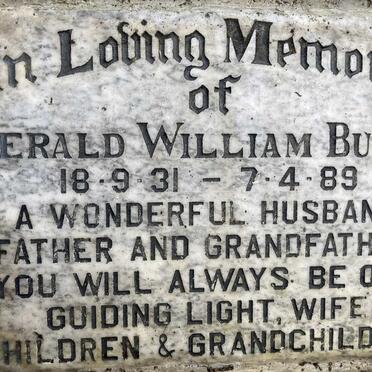 n Loving Memo
of
ERALD WILLIAM BU
18·9·31 – 7·4·89
A WONDERFUL HUSBAN
FATHER AND GRANDFATH
YOU WILL ALWAYS BE O
GUIDING LIGHT, WIFE
HILDREN & GRANDCHILD